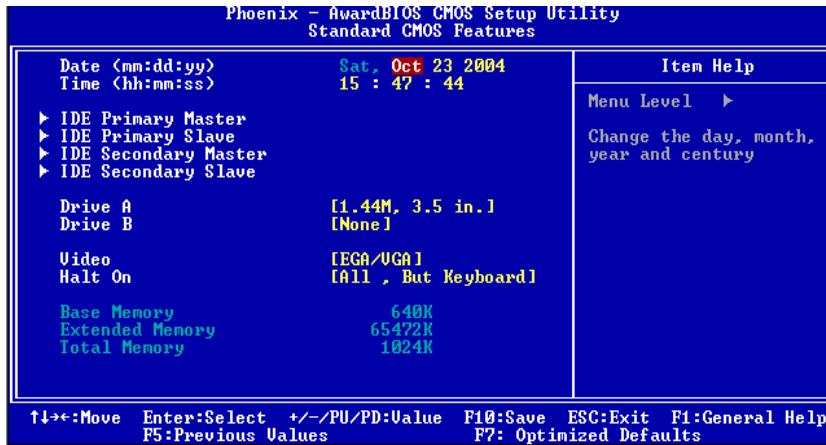 Phoenix - AwardBIOS CMOS Setup Utility
Standard CMOS Features
Date (mm:dd:yy) Sat, Oct 23 2004
Time (hh:mm:ss) 15 : 47 : 44
IDE Primary Master
IDE Primary Slave
IDE Secondary Master
IDE Secondary Slave
Drive A [1.44M, 3.5 in.]
Drive B [None]
Video [EGA/VGA]
Halt On [All , But Keyboard]
Base Memory 640K
Extended Memory 65472K
Total Memory 1024K
Item Help
Menu Level
Change the day, month,
year and century
↑↓→←:Move Enter:Select +/-/PU/PD:Value F10:Save ESC:Exit F1:General Help
F5:Previous Values F7: Optimized Defaults